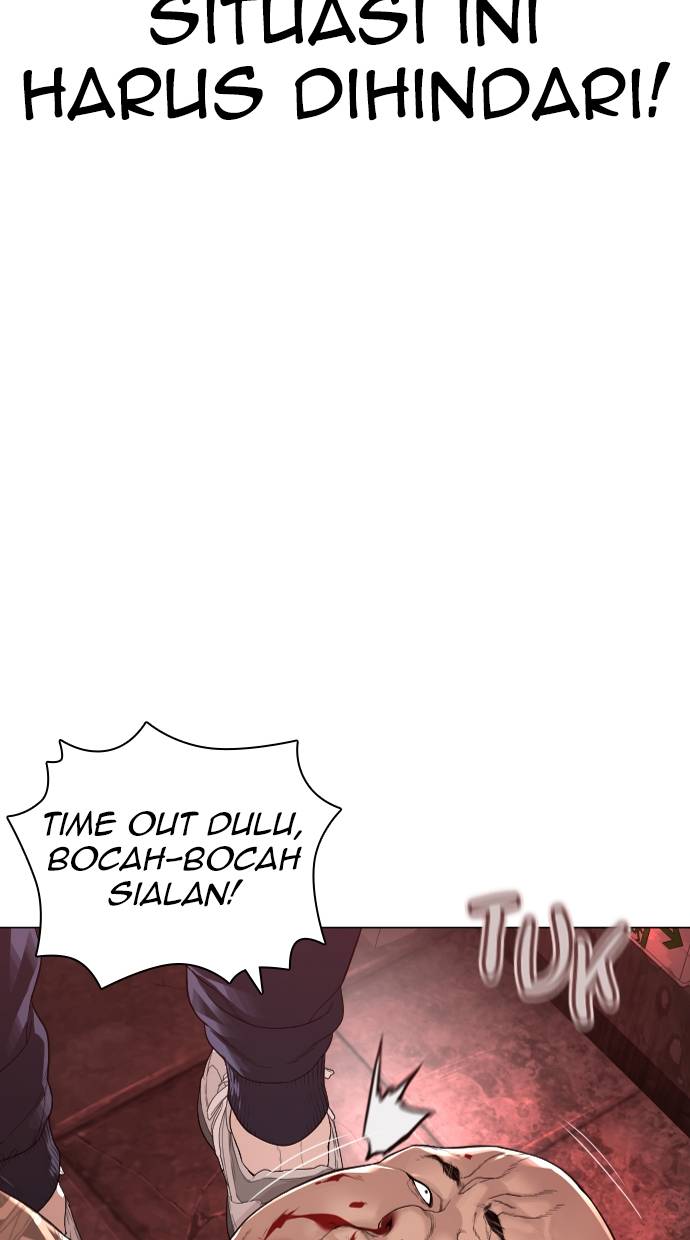 SITUASI INI
HARUS DIHINDARI!
TIME OUT DULU,
BOCAH-BOCAH
SIALAN!
TUK